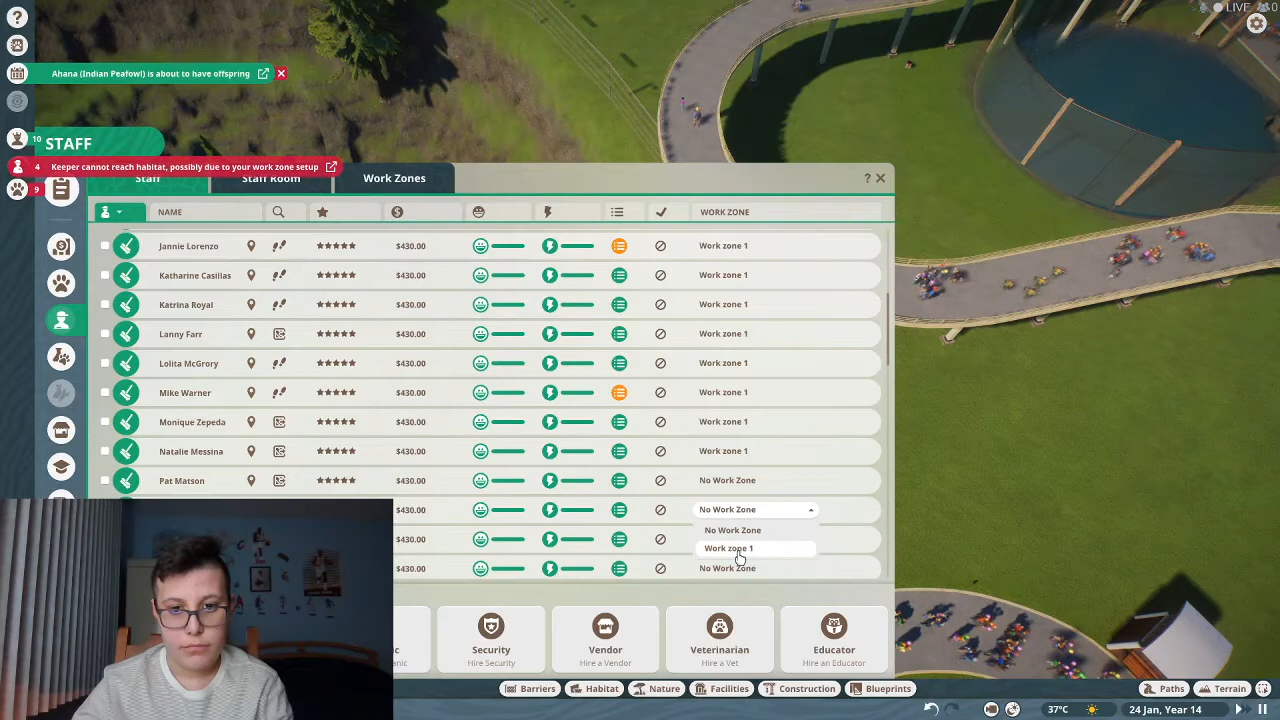 LIVE 0
Ahana (Indian Peafowl) is about to have offspring
10 STAFF
4 Keeper cannot reach habitat, possibly due to your work zone setup
9
Staff Staff Room Work Zones ? ×
NAME WORK ZONE
Jannie Lorenzo $430.00 Work zone 1
Katharine Casillas $430.00 Work zone 1
Katrina Royal $430.00 Work zone 1
Lanny Farr $430.00 Work zone 1
Lolita McGrory $430.00 Work zone 1
Mike Warner $430.00 Work zone 1
Monique Zepeda $430.00 Work zone 1
Natalie Messina $430.00 Work zone 1
Pat Matson $430.00 No Work Zone
$430.00 No Work Zone
No Work Zone
$430.00
Work zone 1
$430.00 No Work Zone
Security Vendor Veterinarian Educator
Hire Security Hire a Vendor Hire a Vet Hire an Educator
Barriers Habitat Nature Facilities Construction Blueprints Paths Terrain
37°C 24 Jan, Year 14